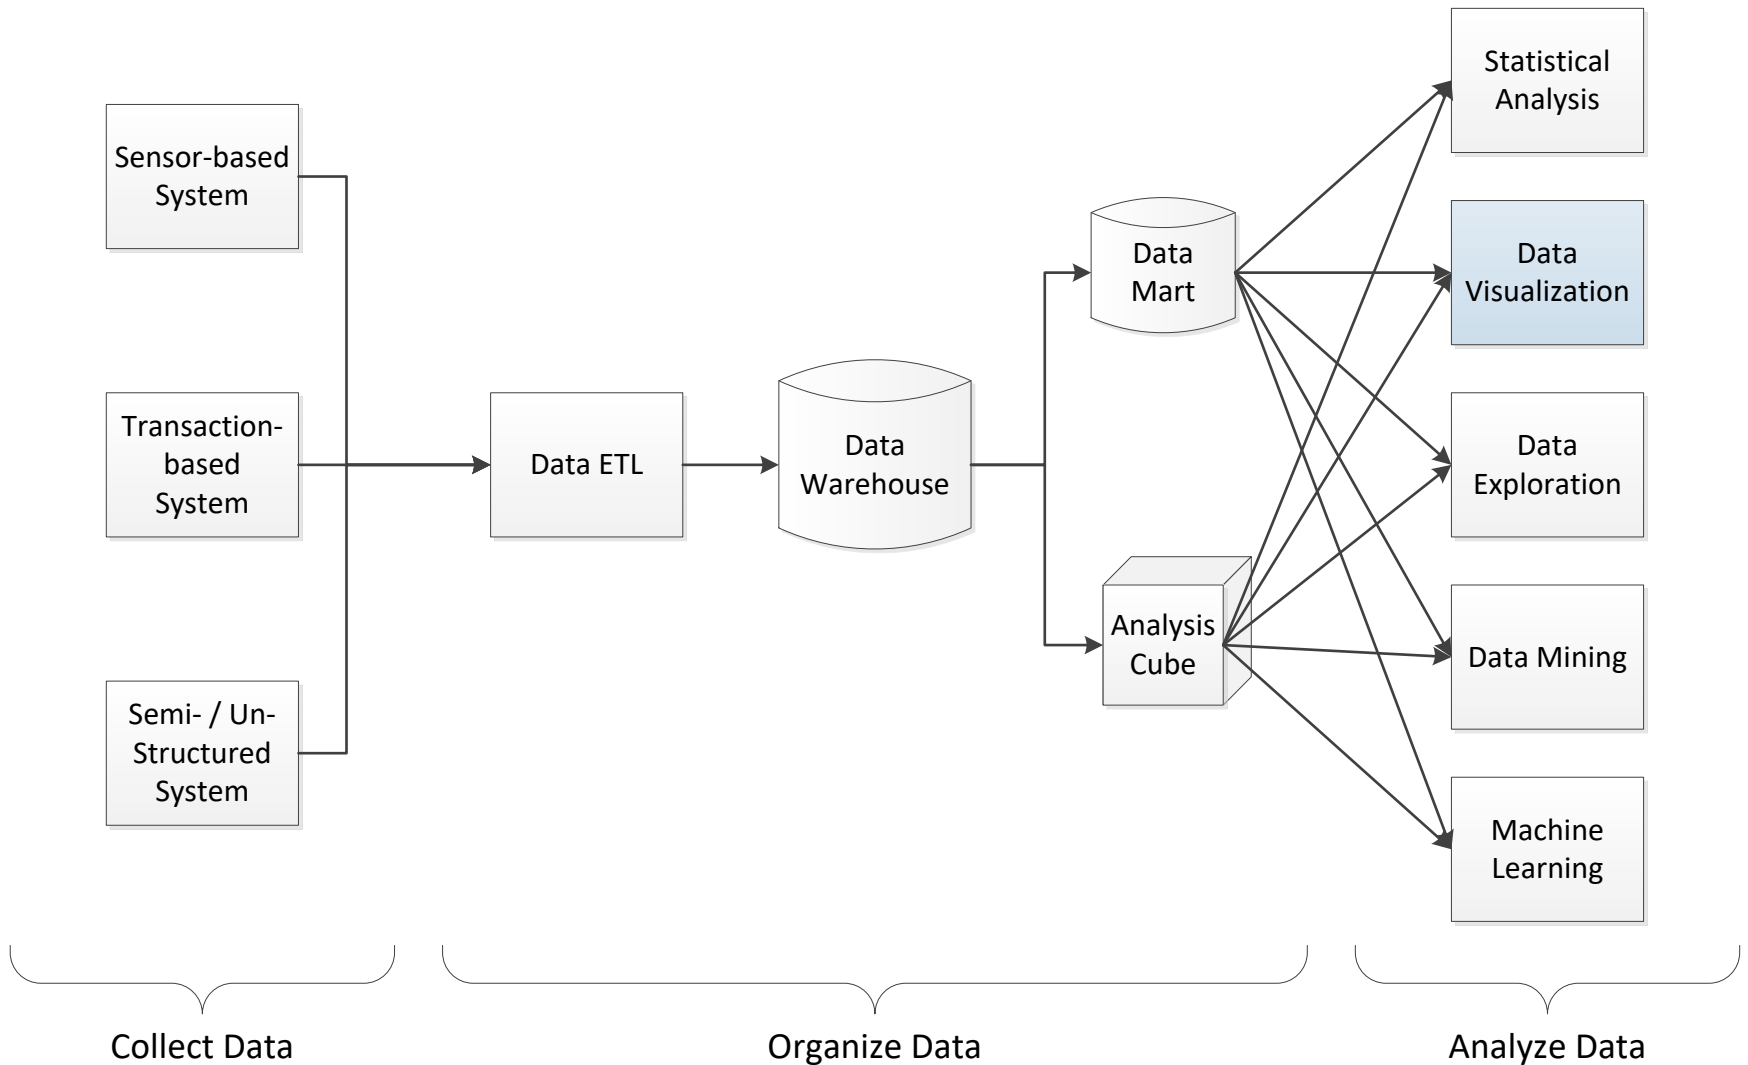 Sensor-based
System
Transaction-
based
System
Semi- / Un-
Structured
System
Data ETL
Data
Warehouse
Data
Mart
Analysis
Cube
Statistical
Analysis
Data
Visualization
Data
Exploration
Data Mining
Machine
Learning
Collect Data
Organize Data
Analyze Data